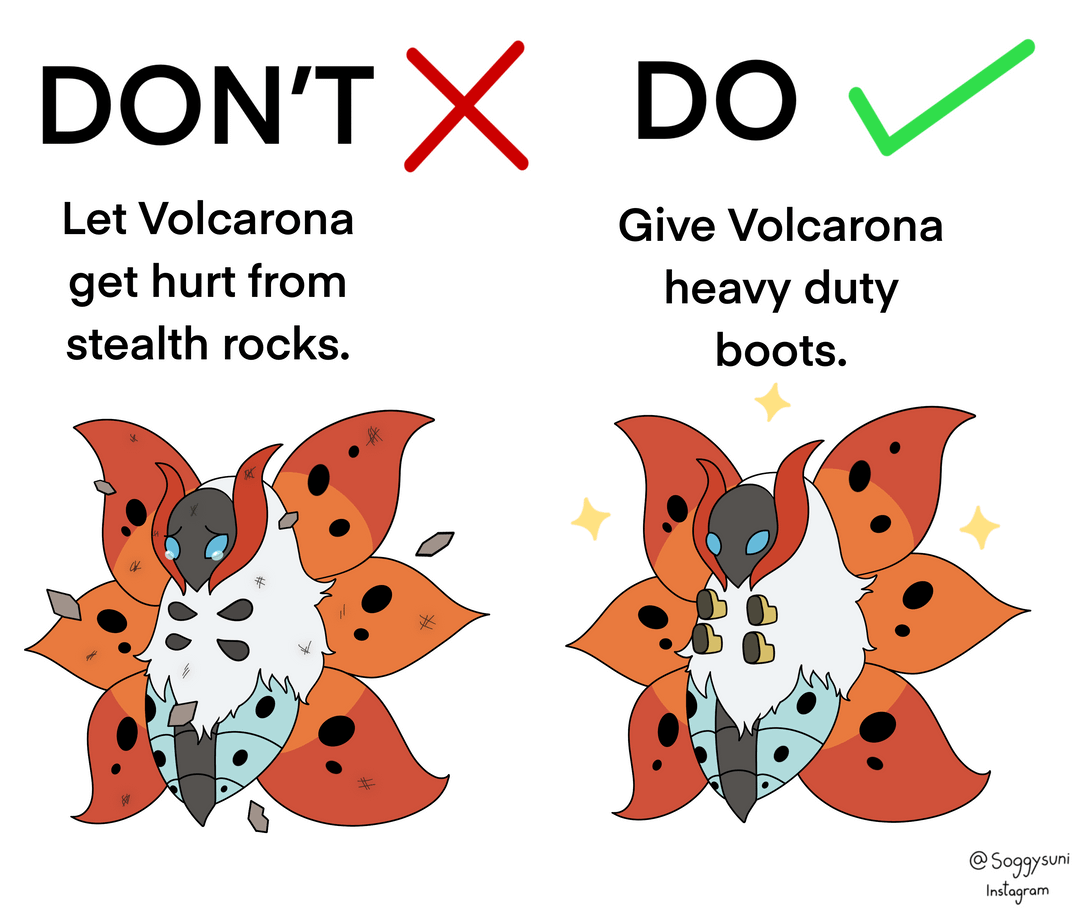 DON'T
Let Volcarona
get hurt from
stealth rocks.
DO
Give Volcarona
heavy duty
boots.
@Soggysuni
Instagram